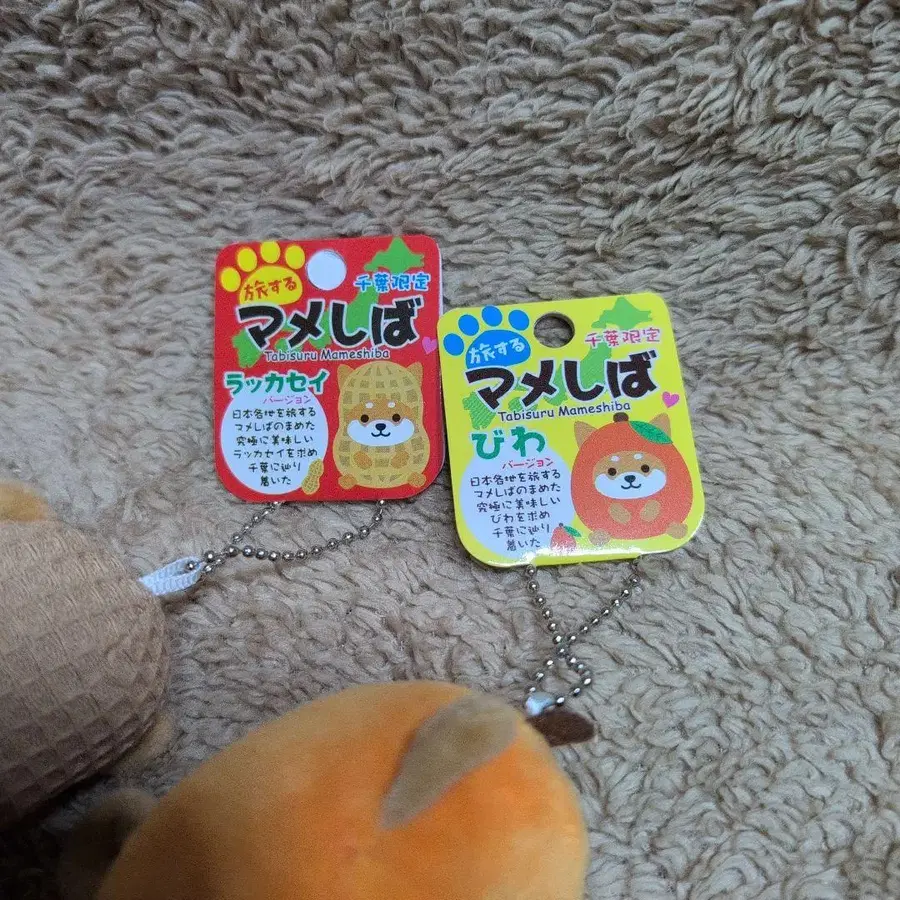 旅する
千葉限定
マメしば
Tabisuru Mameshiba
ラッカセイ
バージョン
日本各地を旅する
マメしばのまめた
究極に美味しい
ラッカセイを求め
千葉に辿り
着いた
旅する
千葉限定
マメしば
Tabisuru Mameshiba
びわ
バージョン
日本各地を旅する
マメしばのまめた
究極に美味しい
びわを求め
千葉に辿り
着いた